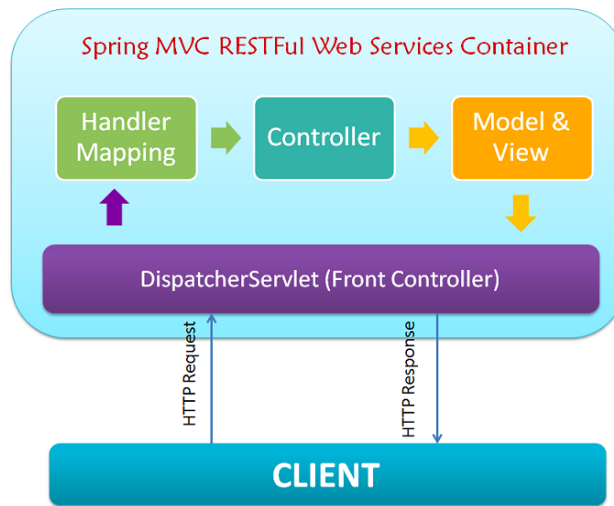 Spring MVC RESTFul Web Services Container
Handler
Mapping
Controller
Model &
View
DispatcherServlet (Front Controller)
HTTP Request
HTTP Response
CLIENT